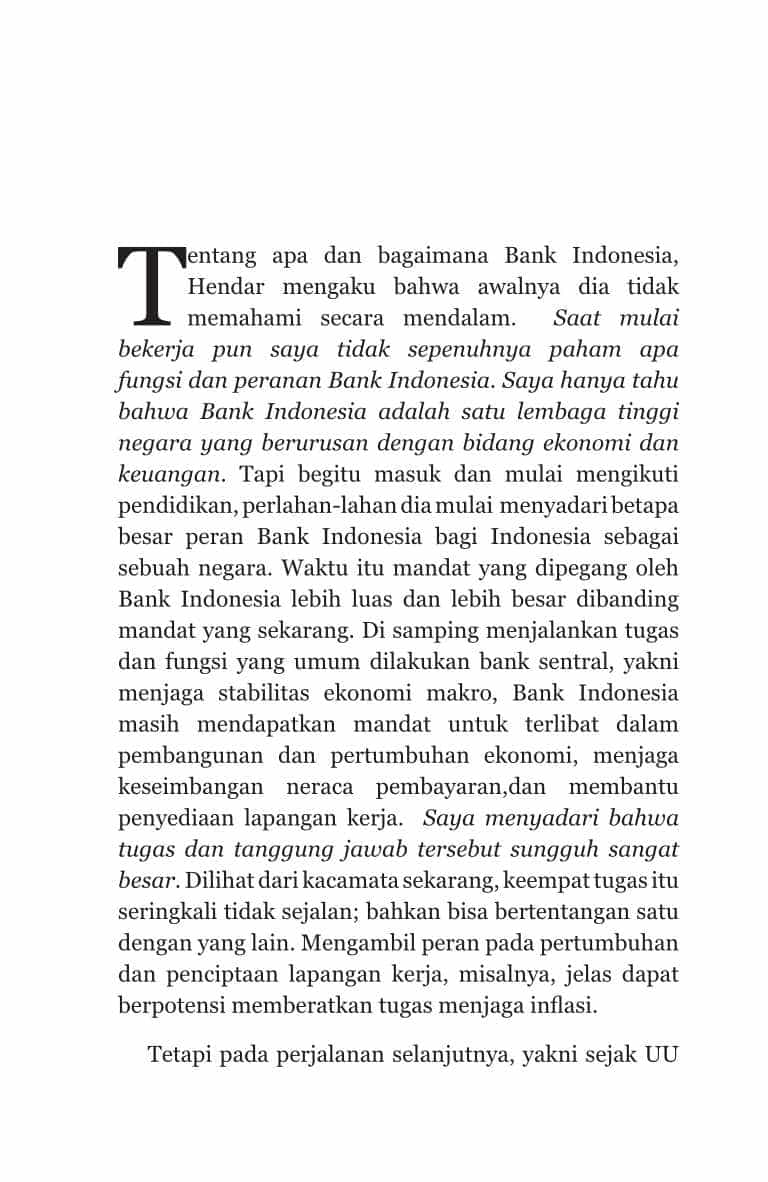 Tentang apa dan bagaimana Bank Indonesia,
Hendar mengaku bahwa awalnya dia tidak
memahami secara mendalam. Saat mulai
bekerja pun saya tidak sepenuhnya paham apa
fungsi dan peranan Bank Indonesia. Saya hanya tahu
bahwa Bank Indonesia adalah satu lembaga tinggi
negara yang berurusan dengan bidang ekonomi dan
keuangan. Tapi begitu masuk dan mulai mengikuti
pendidikan, perlahan-lahan dia mulai menyadari betapa
besar peran Bank Indonesia bagi Indonesia sebagai
sebuah negara. Waktu itu mandat yang dipegang oleh
Bank Indonesia lebih luas dan lebih besar dibanding
mandat yang sekarang. Di samping menjalankan tugas
dan fungsi yang umum dilakukan bank sentral, yakni
menjaga stabilitas ekonomi makro, Bank Indonesia
masih mendapatkan mandat untuk terlibat dalam
pembangunan dan pertumbuhan ekonomi, menjaga
keseimbangan neraca pembayaran,dan membantu
penyediaan lapangan kerja. Saya menyadari bahwa
tugas dan tanggung jawab tersebut sungguh sangat
besar. Dilihat dari kacamata sekarang, keempat tugas itu
seringkali tidak sejalan; bahkan bisa bertentangan satu
dengan yang lain. Mengambil peran pada pertumbuhan
dan penciptaan lapangan kerja, misalnya, jelas dapat
berpotensi memberatkan tugas menjaga inflasi.
Tetapi pada perjalanan selanjutnya, yakni sejak UU